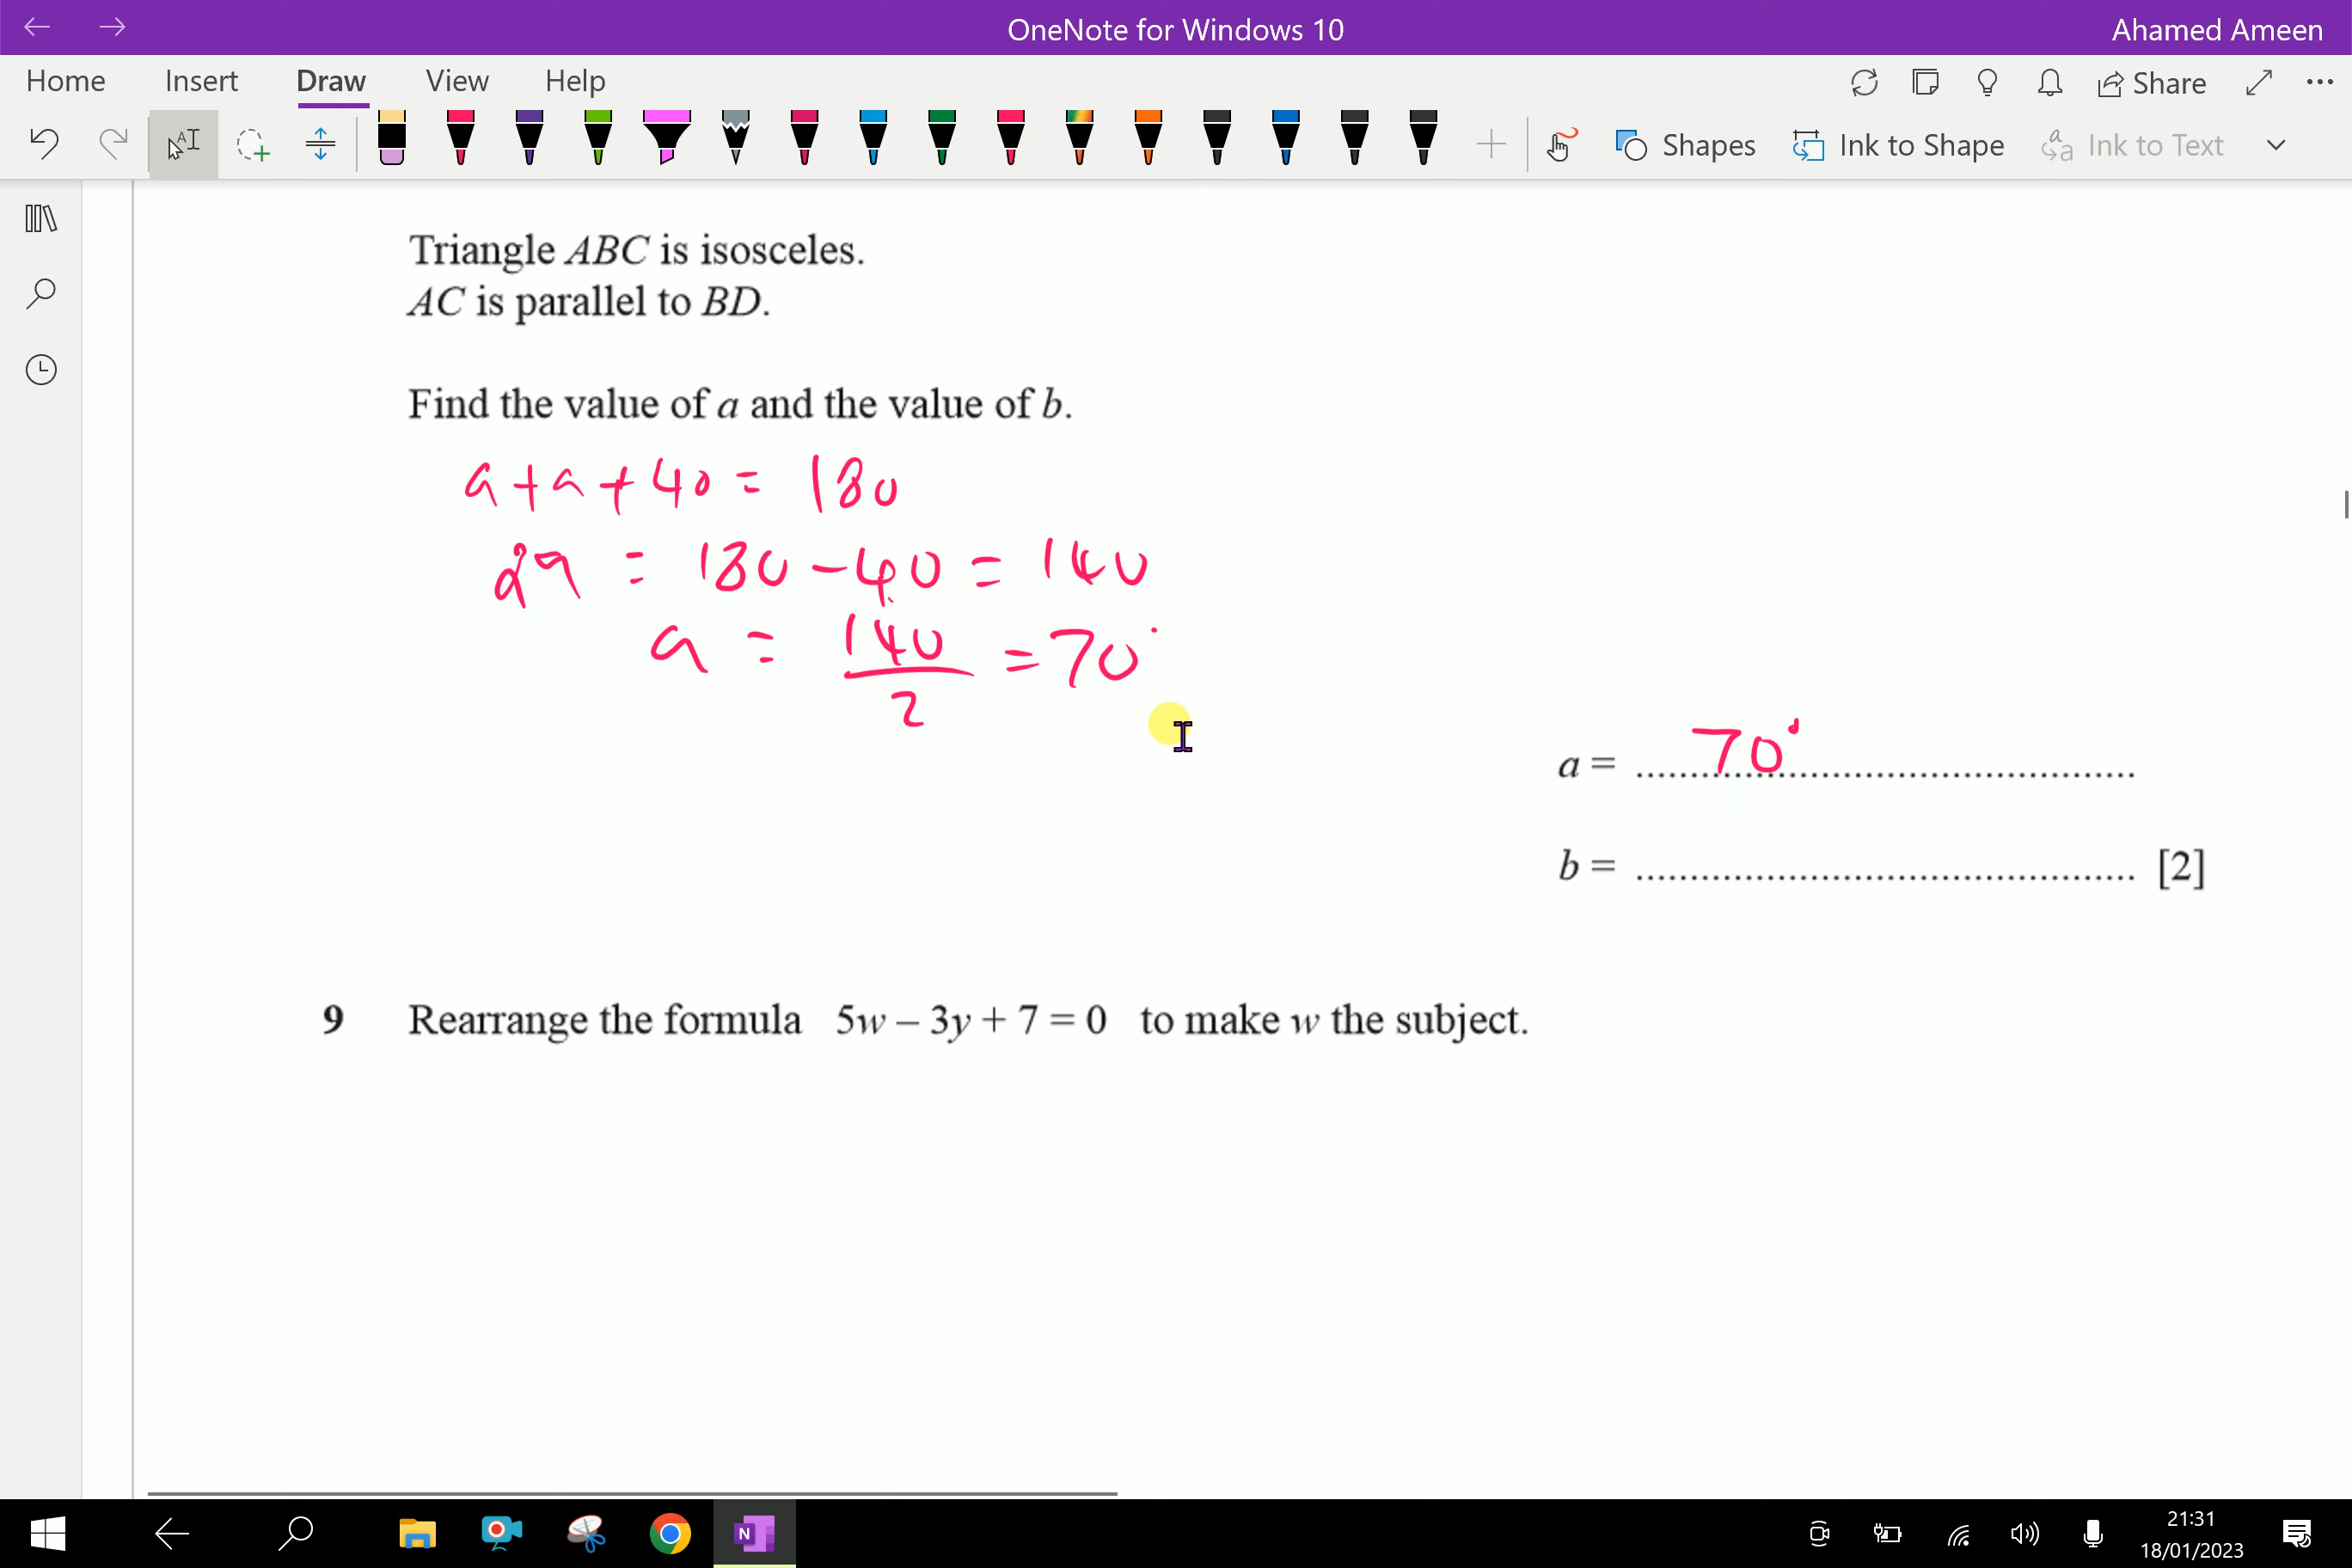 OneNote for Windows 10
Ahamed Ameen
Home Insert Draw View Help
Share
Shapes Ink to Shape Ink to Text
Triangle ABC is isosceles.
AC is parallel to BD.
Find the value of a and the value of b.
a + a + 40 = 180
2a = 180 - 40 = 140
a = 140/2 = 70°
a = 70° ..............................................
b = .............................................. [2]
9 Rearrange the formula 5w – 3y + 7 = 0 to make w the subject.
21:31
18/01/2023